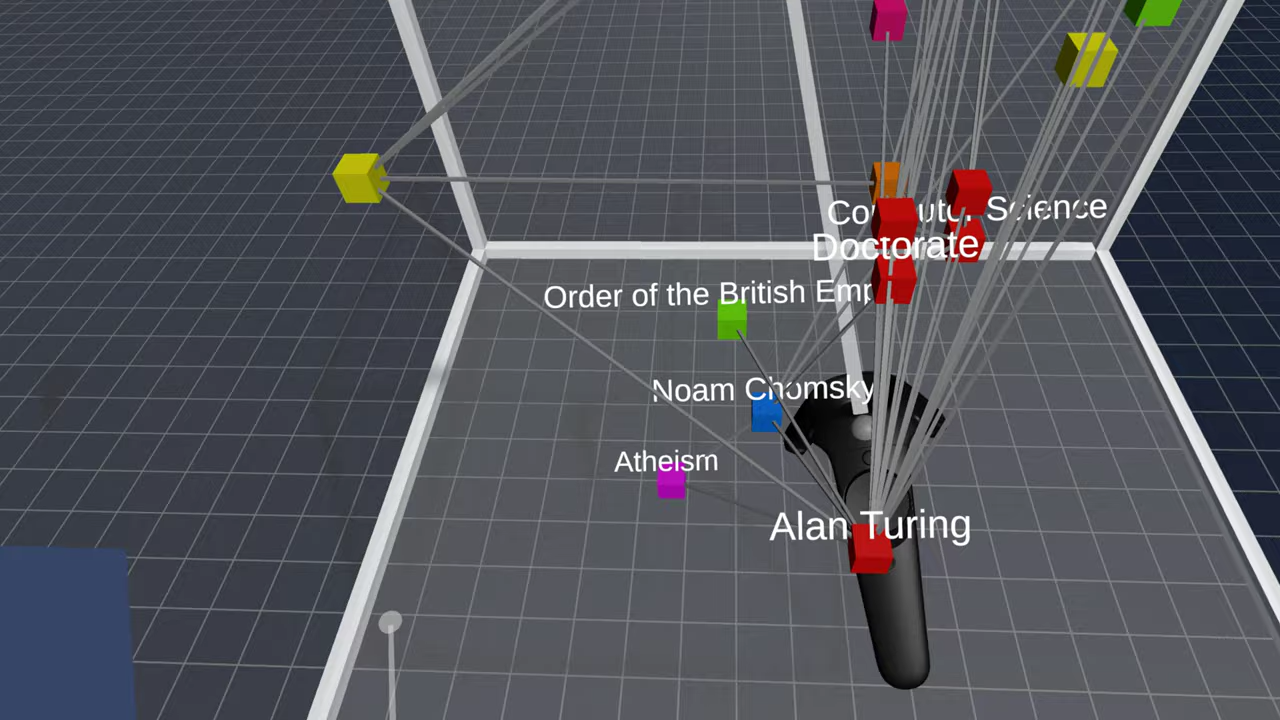 Computer Science
Doctorate
Order of the British Emp
Noam Chomsky
Atheism
Alan Turing